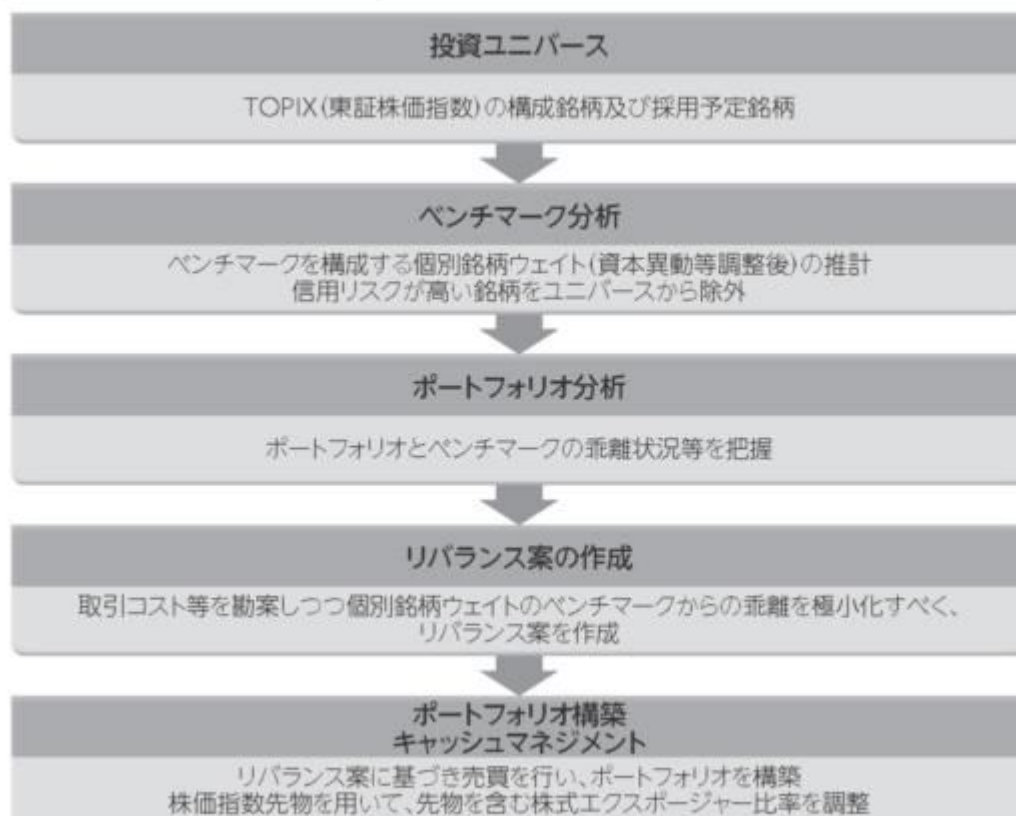 投資ユニバース
TOPIX(東証株価指数)の構成銘柄及び採用予定銘柄
ベンチマーク分析
ベンチマークを構成する個別銘柄ウェイト(資本異動等調整後)の推計
信用リスクが高い銘柄をユニバースから除外
ポートフォリオ分析
ポートフォリオとベンチマークの乖離状況等を把握
リバランス案の作成
取引コスト等を勘案しつつ個別銘柄ウェイトのベンチマークからの乖離を極小化すべく、
リバランス案を作成
ポートフォリオ構築
キャッシュマネジメント
リバランス案に基づき売買を行い、ポートフォリオを構築
株価指数先物を用いて、先物を含む株式エクスポージャー比率を調整